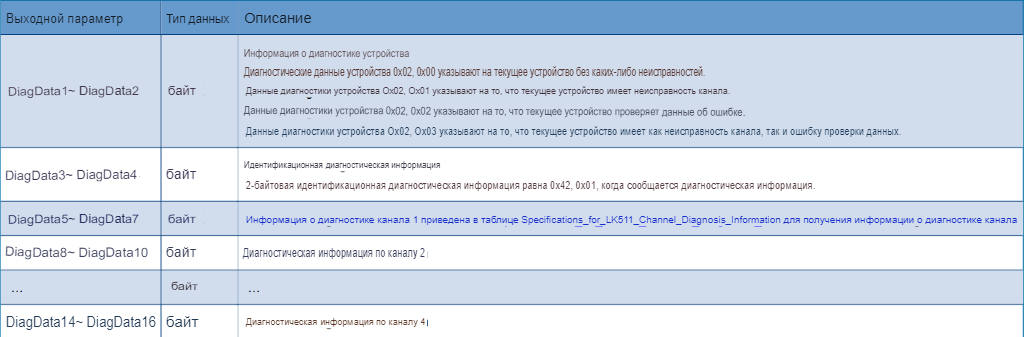 Выходной параметр Тип данных Описание
Информация о диагностике устройства
Диагностические данные устройства 0x02, 0x00 указывают на текущее устройство без каких-либо неисправностей.
DiagData1~ DiagData2 байт Данные диагностики устройства Ox02, Ox01 указывают на то, что текущее устройство имеет неисправность канала.
Данные диагностики устройства 0x02, 0x02 указывают на то, что текущее устройство проверяет данные об ошибке.
Данные диагностики устройства Ox02, Ox03 указывают на то, что текущее устройство имеет как неисправность канала, так и ошибку проверки данных.
Идентификационная диагностическая информация
DiagData3~ DiagData4 байт
2-байтовая идентификационная диагностическая информация равна 0x42, 0x01, когда сообщается диагностическая информация.
DiagData5~ DiagData7 байт Информация о диагностике канала 1 приведена в таблице Specifications_for_LK511_Channel_Diagnosis_Information для получения информации о диагностике канала
DiagData8~ DiagData10 байт Диагностическая информация по каналу 2
... байт ...
DiagData14~ DiagData16 байт Диагностическая информация по каналу 4